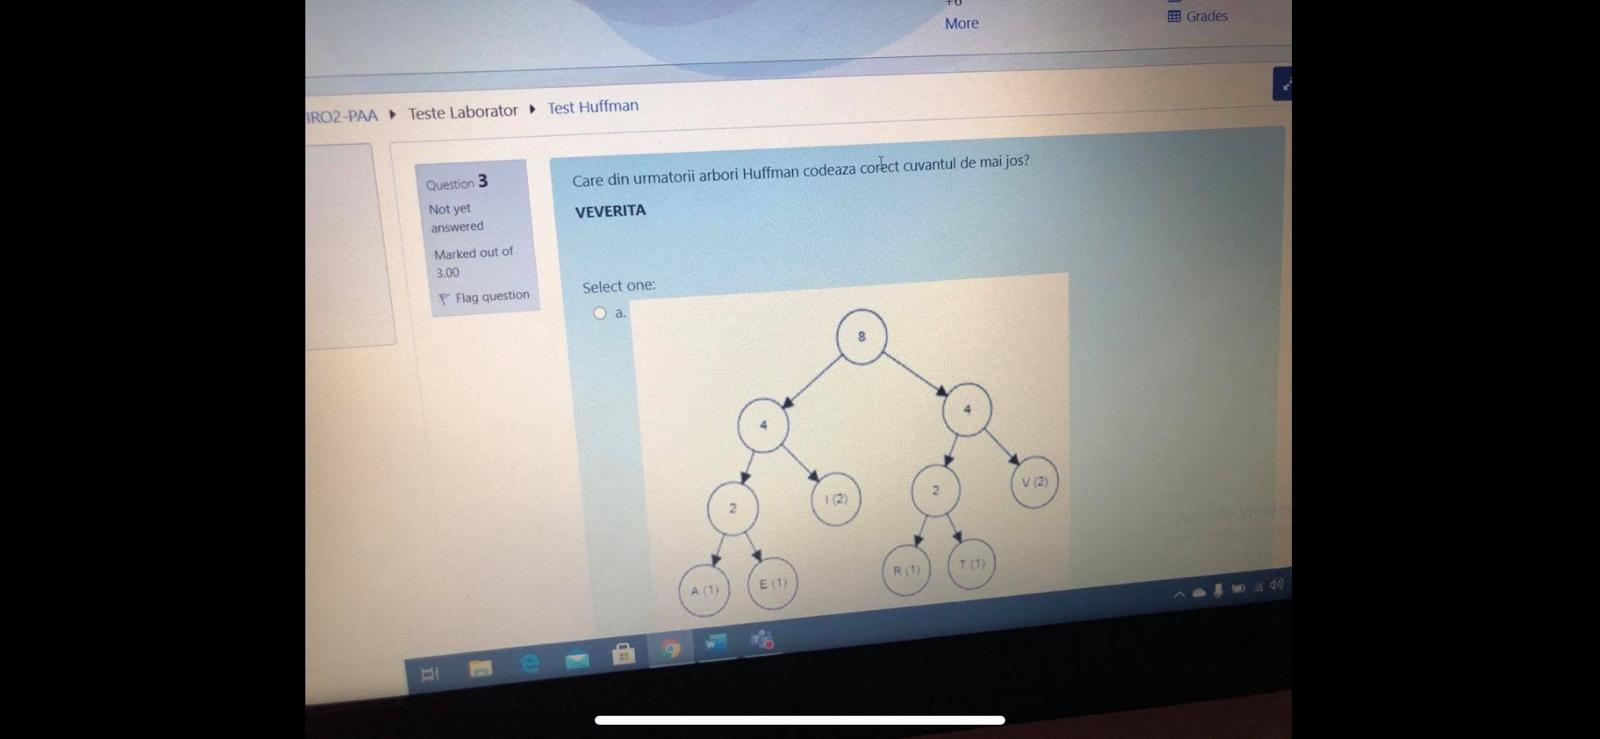 More
Grades
IRO2-PAA ▸ Teste Laborator ▸ Test Huffman
Question 3
Not yet
answered
Marked out of
3.00
Flag question
Care din urmatorii arbori Huffman codeaza corect cuvantul de mai jos?
VEVERITA
Select one:
a.
8
4
4
2
I (2)
2
V (2)
A (1)
E (1)
R (1)
T (1)